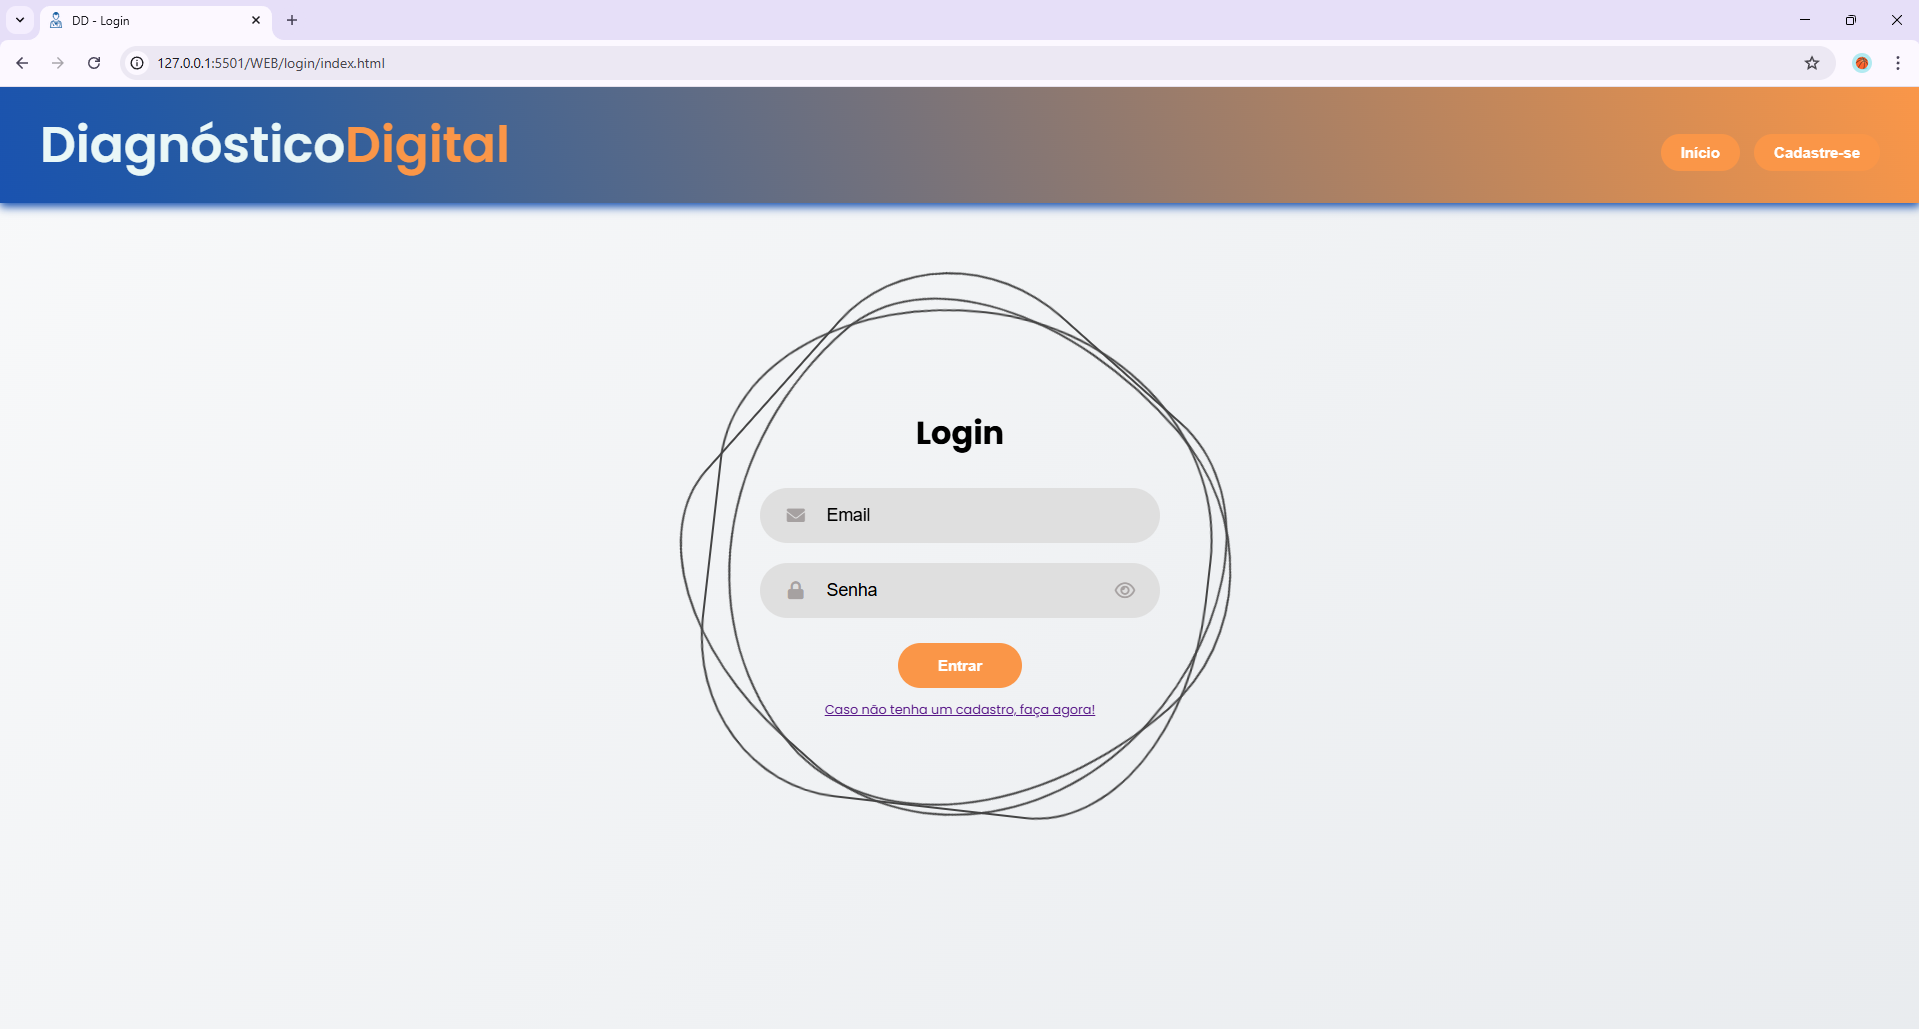 DD - Login
127.0.0.1:5501/WEB/login/index.html
DiagnósticoDigital
Início
Cadastre-se
Login
Email
Senha
Entrar
Caso não tenha um cadastro, faça agora!